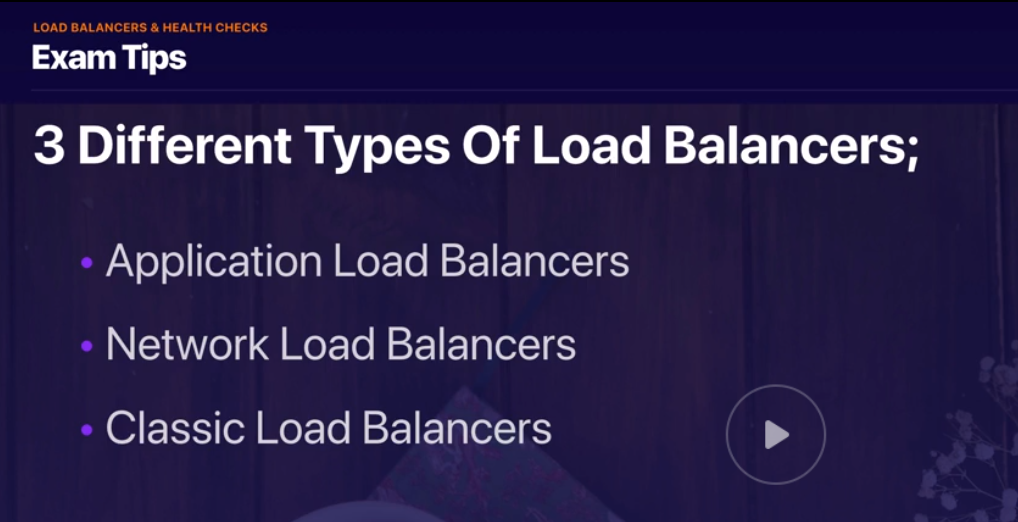 LOAD BALANCERS & HEALTH CHECKS
Exam Tips
3 Different Types Of Load Balancers;
• Application Load Balancers
• Network Load Balancers
• Classic Load Balancers